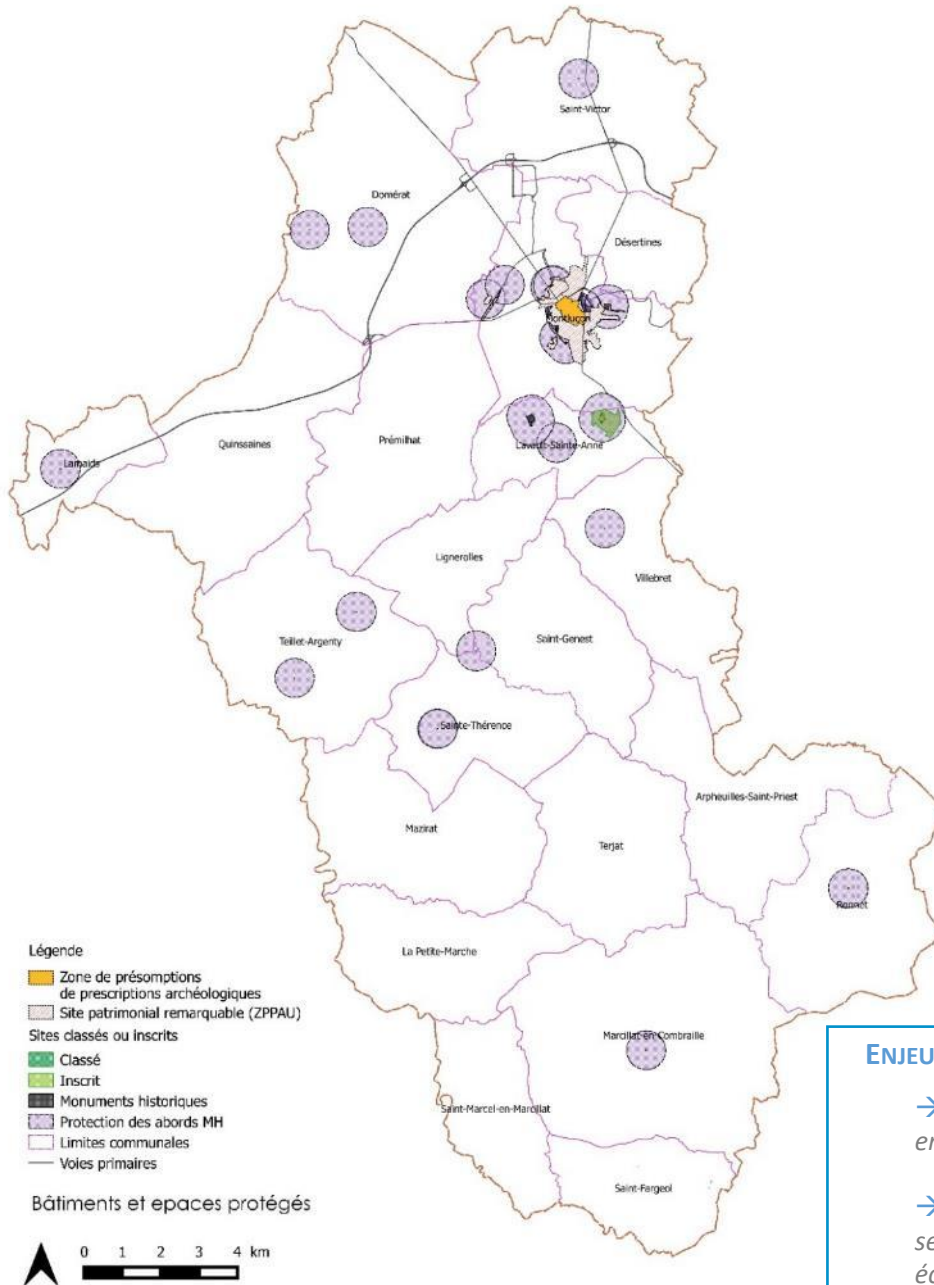 Saint-Victor
Domérat
Désertines
Montluçon
Quinssaines
Prémilhat
Lavault-Sainte-Anne
Lamaids
Lignerolles
Villebret
Teillet-Argenty
Saint-Genest
Sainte-Thérence
Arpheuilles-Saint-Priest
Mazirat
Terjat
Ronnet
La Petite-Marche
Marcillat-en-Combraille
Saint-Marcel-en-Marcillat
Saint-Fargeol
Légende
Zone de présomptions
de prescriptions archéologiques
Site patrimonial remarquable (ZPPAU)
Sites classés ou inscrits
Classé
Inscrit
Monuments historiques
Protection des abords MH
Limites communales
Voies primaires
Bâtiments et epaces protégés
0 1 2 3 4 km
ENJEU
→
en
→
se
éc